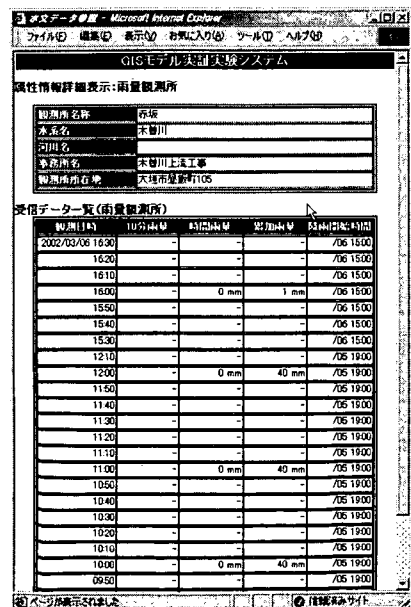 水文データ参照 - Microsoft Internet Explorer
ファイル(F) 編集(E) 表示(V) お気に入り(A) ツール(T) ヘルプ(H)
GISモデル実証実験システム
属性情報詳細表示:雨量観測所
観測所名称 赤坂
水系名 木曽川
河川名
事務所名 木曽川上流工事
観測所所在地
受信データ一覧(雨量観測所)
観測日時 10分雨量 時間雨量 累加雨量 降雨開始時間
2002/03/06 16:30 - - - /06 15:00
16:20 - - - /06 15:00
16:10 - - - /06 15:00
16:00 - 0 mm 1 mm /06 15:00
15:50 - - - /06 15:00
15:40 - - - /06 15:00
15:30 - - - /06 15:00
12:10 - - - /05 19:00
12:00 - 0 mm 40 mm /05 19:00
11:50 - - - /05 19:00
11:40 - - - /05 19:00
11:30 - - - /05 19:00
11:20 - - - /05 19:00
11:10 - - - /05 19:00
11:00 - 0 mm 40 mm /05 19:00
10:50 - - - /05 19:00
10:40 - - - /05 19:00
10:30 - - - /05 19:00
10:20 - - - /05 19:00
10:10 - - - /05 19:00
10:00 - 0 mm 40 mm /05 19:00
09:50 - - - /05 19:00
ページが表示されました 信頼済みサイト